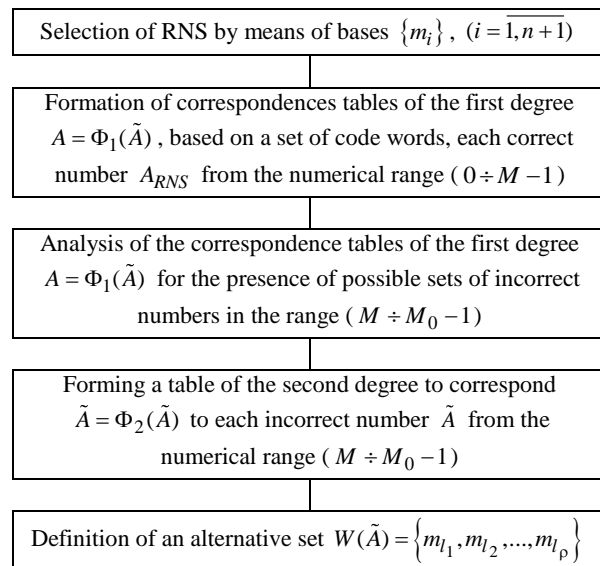 Selection of RNS by means of bases {m_i}, (i = \overline{1, n+1})
Formation of correspondences tables of the first degree
A = Φ_1(Ã), based on a set of code words, each correct
number A_{RNS} from the numerical range (0 ÷ M − 1)
Analysis of the correspondence tables of the first degree
A = Φ_1(Ã) for the presence of possible sets of incorrect
numbers in the range (M ÷ M_0 − 1)
Forming a table of the second degree to correspond
Ã = Φ_2(Ã) to each incorrect number Ã from the
numerical range (M ÷ M_0 − 1)
Definition of an alternative set W(Ã) = {m_{l_1}, m_{l_2}, ..., m_{l_ρ}}